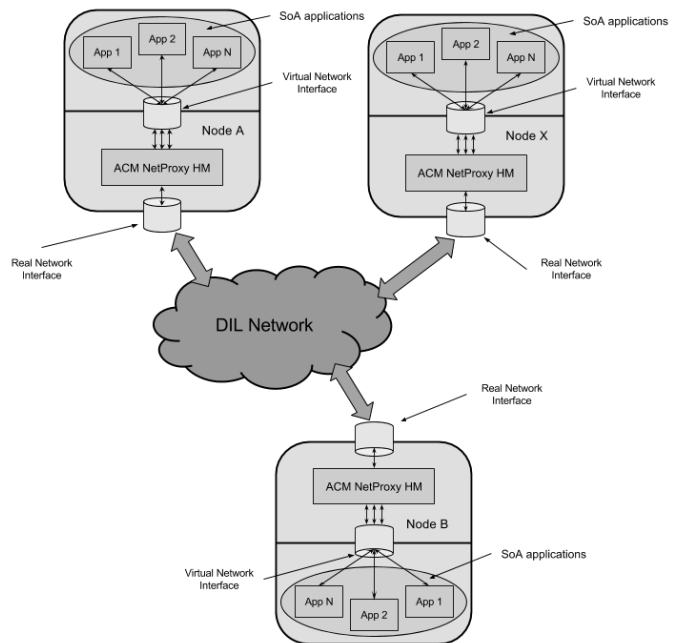 SoA applications
App 1
App 2
App N
Virtual Network
Interface
Node A
ACM NetProxy HM
Real Network
Interface
SoA applications
App 1
App 2
App N
Virtual Network
Interface
Node X
ACM NetProxy HM
Real Network
Interface
DIL Network
Real Network
Interface
ACM NetProxy HM
Node B
Virtual Network
Interface
SoA applications
App N
App 2
App 1